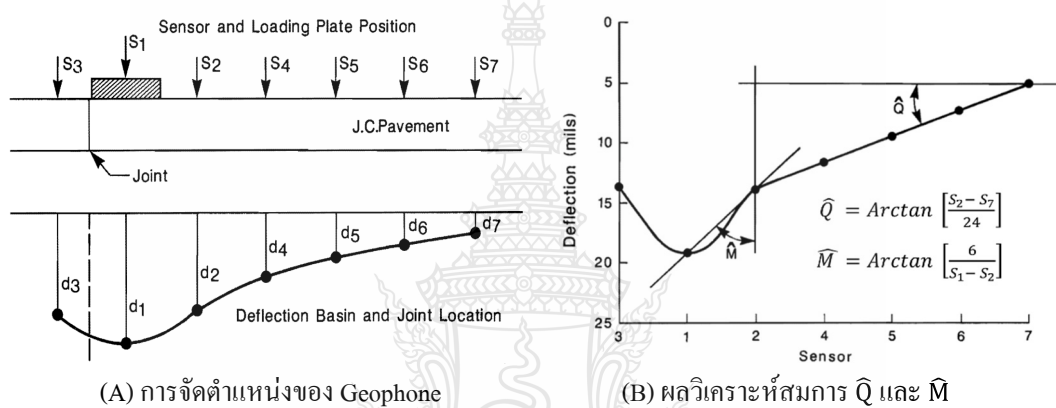 Sensor and Loading Plate Position
S3
S1
S2
S4
S5
S6
S7
J.C.Pavement
Joint
d3
d1
d2
d4
d5
d6
d7
Deflection Basin and Joint Location
(A) การจัดตำแหน่งของ Geophone
0
5
10
15
20
25
Deflection (mils)
Q̂
M̂
Q̂ = Arctan [S2 − S7 / 24]
M̂ = Arctan [6 / S1 − S2]
3
1
2
4
5
6
7
Sensor
(B) ผลวิเคราะห์สมการ Q̂ และ M̂